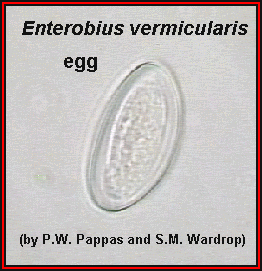 Enterobius vermicularis
egg
(by P.W. Pappas and S.M. Wardrop)